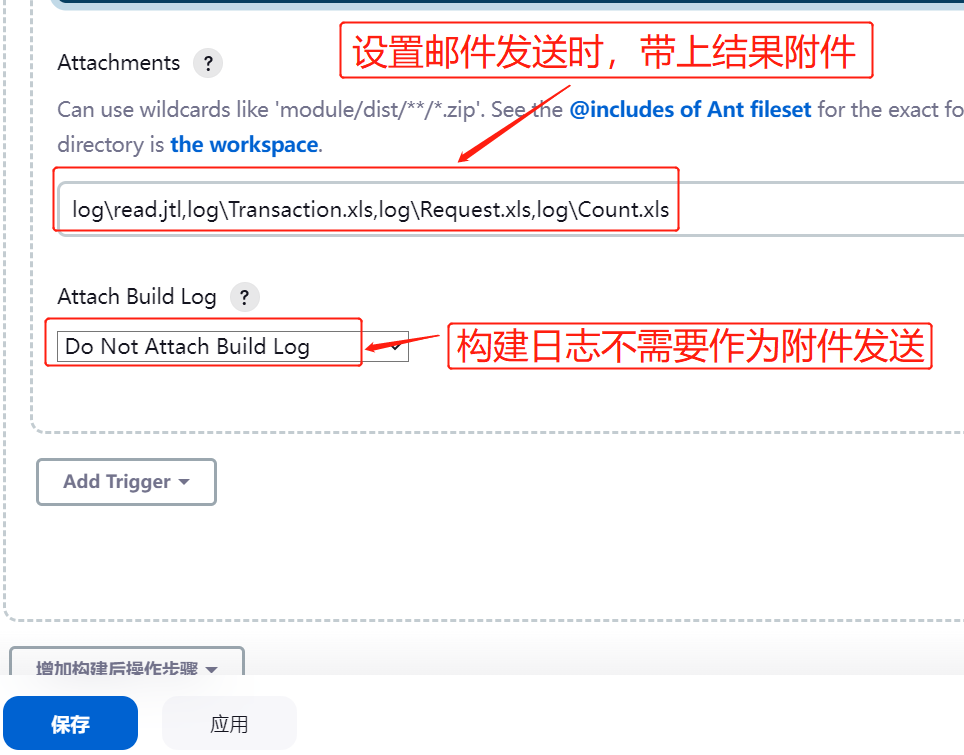 设置邮件发送时，带上结果附件
Attachments ?
Can use wildcards like 'module/dist/**/*.zip'. See the @includes of Ant fileset for the exact fo
directory is the workspace.
log\read.jtl,log\Transaction.xls,log\Request.xls,log\Count.xls
Attach Build Log ?
Do Not Attach Build Log
构建日志不需要作为附件发送
Add Trigger
增加构建后操作步骤
保存
应用